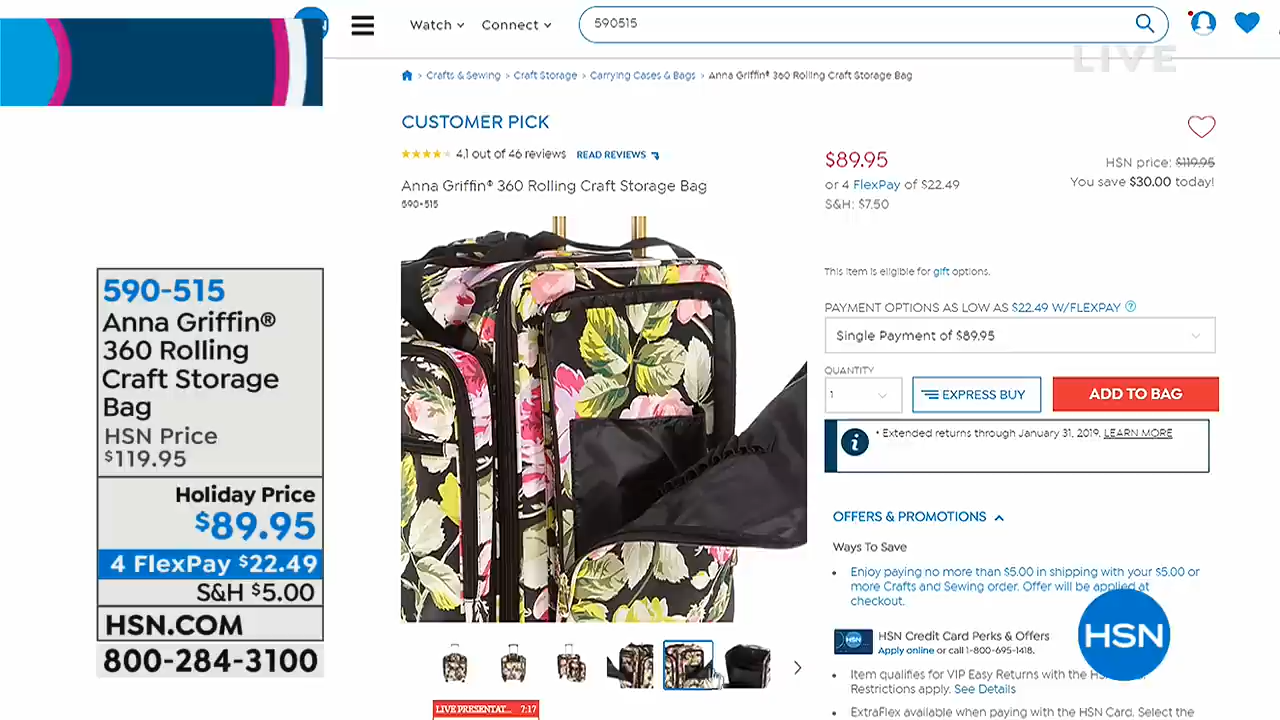 Watch
Connect
590515
LIVE
Crafts & Sewing > Craft Storage > Carrying Cases & Bags > Anna Griffin® 360 Rolling Craft Storage Bag
CUSTOMER PICK
4.1 out of 46 reviews READ REVIEWS
Anna Griffin® 360 Rolling Craft Storage Bag
590-515
$89.95
or 4 FlexPay of $22.49
S&H: $7.50
HSN price: $119.95
You save $30.00 today!
This item is eligible for gift options.
PAYMENT OPTIONS AS LOW AS $22.49 W/FLEXPAY ?
Single Payment of $89.95
QUANTITY
1
EXPRESS BUY
ADD TO BAG
* Extended returns through January 31, 2019. LEARN MORE
OFFERS & PROMOTIONS
Ways To Save
• Enjoy paying no more than $5.00 in shipping with your $5.00 or
more Crafts and Sewing order. Offer will be applied at
checkout.
HSN Credit Card Perks & Offers
Apply online or call 1-800-695-1418.
• Item qualifies for VIP Easy Returns with the
Restrictions apply. See Details
• ExtraFlex available when paying with the HSN Card. Select the
HSN
590-515
Anna Griffin®
360 Rolling
Craft Storage
Bag
HSN Price
$119.95
Holiday Price
$89.95
4 FlexPay $22.49
S&H $5.00
HSN.COM
800-284-3100
LIVE PRESENTAT... 7:17